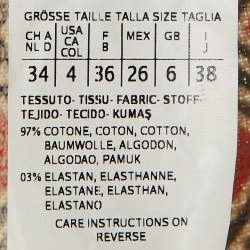 GRÖSSE TAILLE TALLA SIZE TAGLIA
CH A NL D USA CA COL F B MEX GB I J
34 4 36 26 6 38
TESSUTO- TISSU- FABRIC- STOFF-
TEJIDO- TECIDO- KUMAŞ
97% COTONE, COTON, COTTON,
BAUMWOLLE, ALGODON,
ALGODAO, PAMUK
03% ELASTAN, ELASTHANNE,
ELASTANE, ELASTHAN,
ELASTANO
CARE INSTRUCTIONS ON
REVERSE